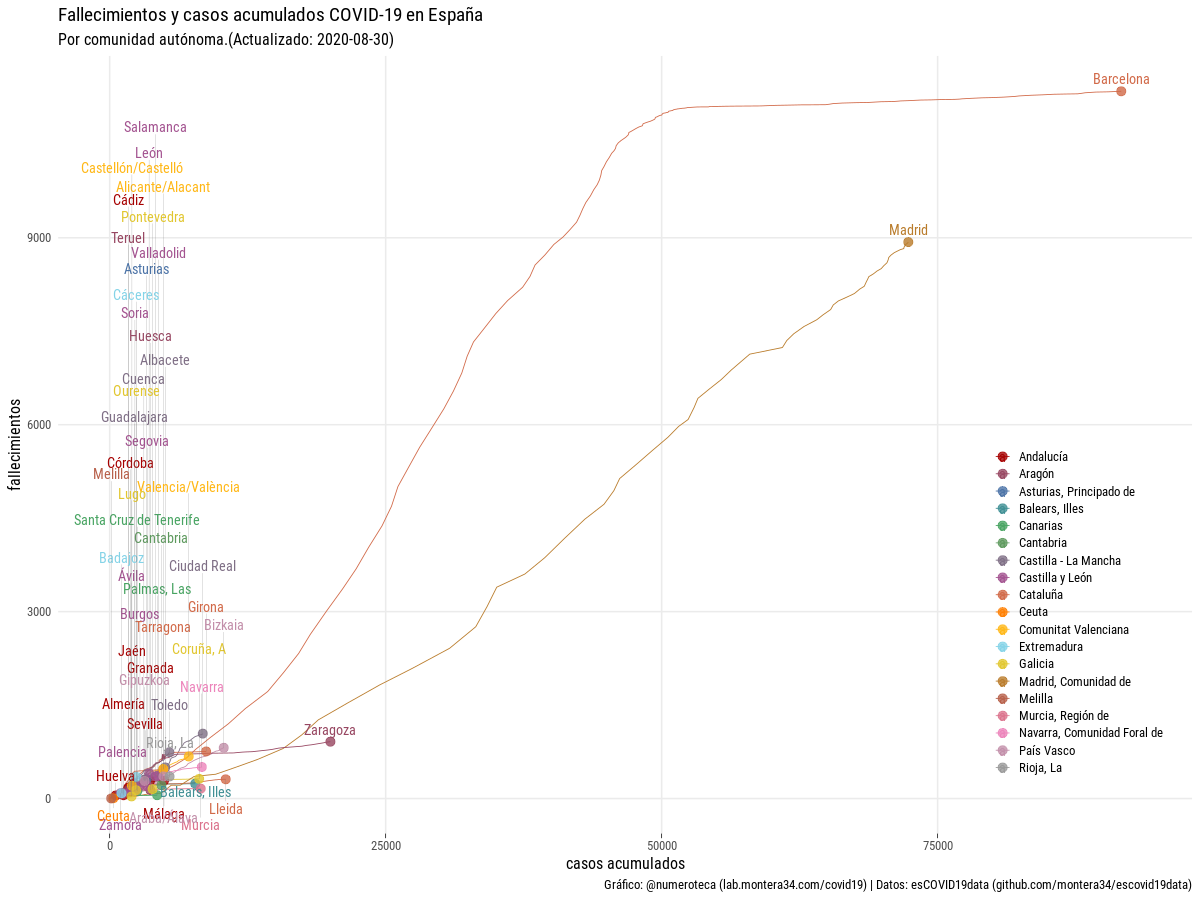 Fallecimientos y casos acumulados COVID-19 en España
Por comunidad autónoma.(Actualizado: 2020-08-30)
Barcelona
Salamanca
León
Castellón/Castelló
Alicante/Alacant
Cádiz
Pontevedra
Madrid
Teruel
9000
Valladolid
Asturias
Cáceres
Soria
Huesca
Albacete
Cuenca
Ourense
Guadalajara
6000
Segovia
Córdoba
Melilla
Valencia/València
Lugo
Santa Cruz de Tenerife
Cantabria
Badajoz
Ciudad Real
Ávila
Palmas, Las
3000
Girona
Burgos
Tarragona
Bizkaia
Jaén
Coruña, A
Granada
Gipuzkoa
Navarra
Almería
Toledo
Sevilla
Zaragoza
Rioja, La
Palencia
Huelva
Balears, Illes
0
Lleida
Málaga
Ceuta
Araba/Álava
Zamora
Murcia
fallecimientos
Andalucía
Aragón
Asturias, Principado de
Balears, Illes
Canarias
Cantabria
Castilla - La Mancha
Castilla y León
Cataluña
Ceuta
Comunitat Valenciana
Extremadura
Galicia
Madrid, Comunidad de
Melilla
Murcia, Región de
Navarra, Comunidad Foral de
País Vasco
Rioja, La
0
25000
50000
75000
casos acumulados
Gráfico: @numeroteca (lab.montera34.com/covid19) | Datos: esCOVID19data (github.com/montera34/escovid19data)